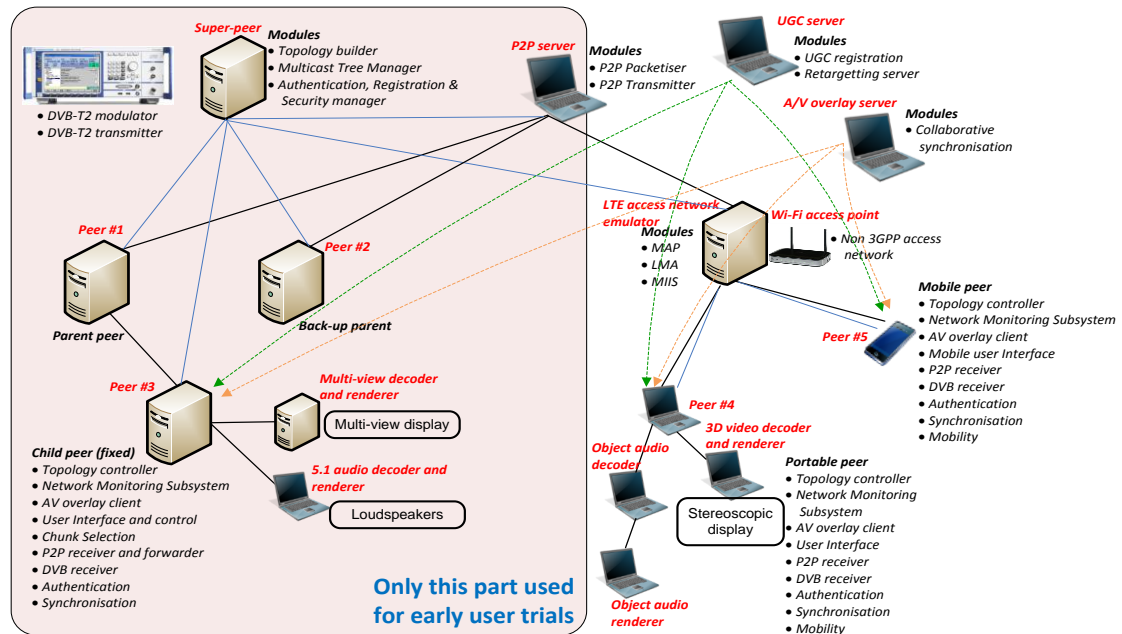 Super-peer
Modules
• Topology builder
• Multicast Tree Manager
• Authentication, Registration &
Security manager
• DVB-T2 modulator
• DVB-T2 transmitter
P2P server
Modules
• P2P Packetiser
• P2P Transmitter
UGC server
Modules
• UGC registration
• Retargetting server
A/V overlay server
Modules
• Collaborative
synchronisation
Peer #1
Parent peer
Peer #2
Back-up parent
LTE access network
emulator
Modules
• MAP
• LMA
• MIIS
Wi-Fi access point
• Non 3GPP access
network
Peer #5
Mobile peer
• Topology controller
• Network Monitoring Subsystem
• AV overlay client
• Mobile user Interface
• P2P receiver
• DVB receiver
• Authentication
• Synchronisation
• Mobility
Peer #3
Multi-view decoder
and renderer
Multi-view display
5.1 audio decoder and
renderer
Loudspeakers
Child peer (fixed)
• Topology controller
• Network Monitoring Subsystem
• AV overlay client
• User Interface and control
• Chunk Selection
• P2P receiver and forwarder
• DVB receiver
• Authentication
• Synchronisation
Only this part used
for early user trials
Peer #4
3D video decoder
and renderer
Object audio
decoder
Stereoscopic
display
Object audio
renderer
Portable peer
• Topology controller
• Network Monitoring
Subsystem
• AV overlay client
• User Interface
• P2P receiver
• DVB receiver
• Authentication
• Synchronisation
• Mobility